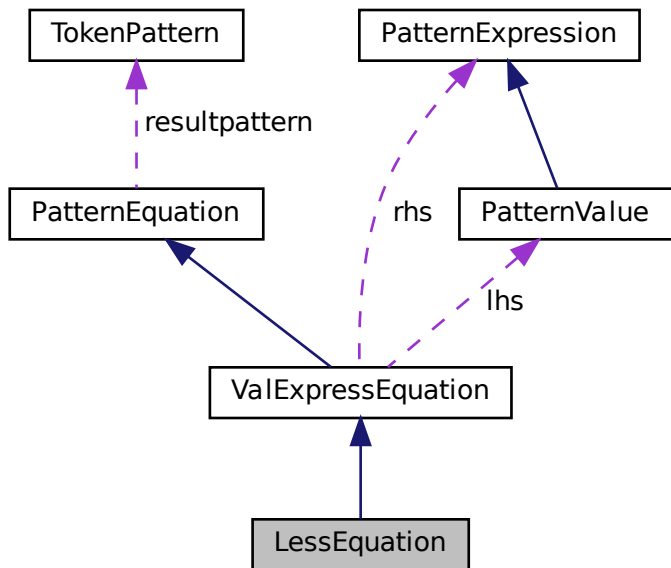 TokenPattern
PatternExpression
resultpattern
PatternEquation
rhs
PatternValue
lhs
ValExpressEquation
LessEquation